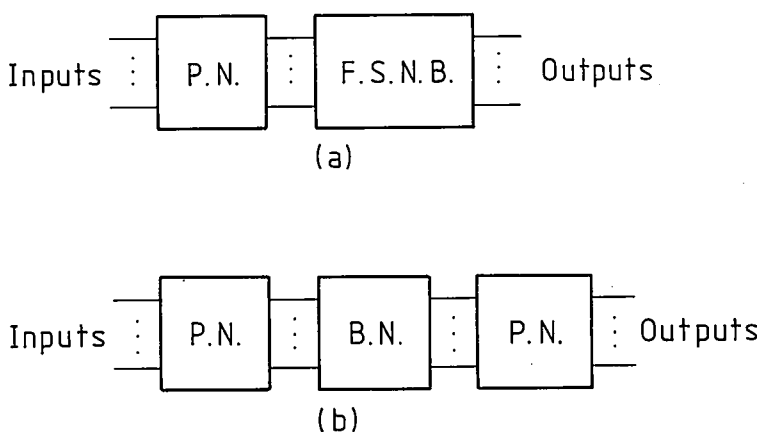 Inputs P.N. F.S.N.B. Outputs
(a)
Inputs P.N. B.N. P.N. Outputs
(b)